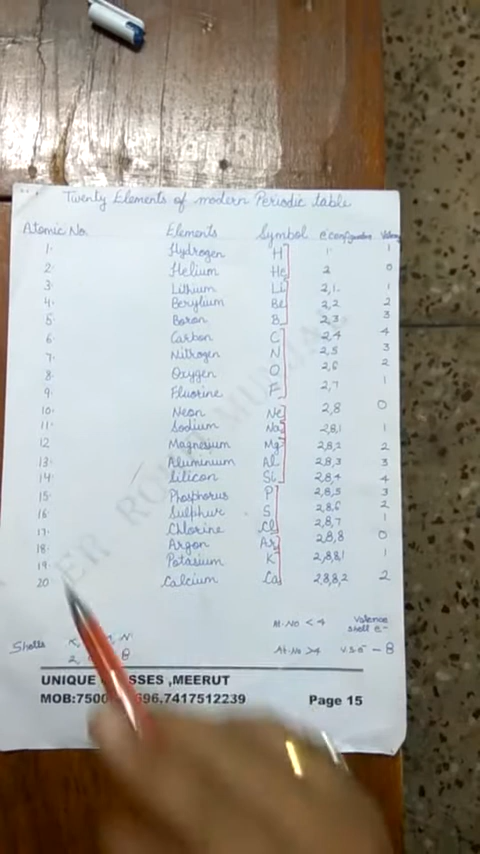 Twenty Elements of modern Periodic table
Atomic No. Elements Symbol e⁻configuration Valency
1. Hydrogen H 1 1
2. Helium He 2 0
3. Lithium Li 2,1. 1
4. Berylium Be 2,2 2
5. Boron B 2,3 3
6. Carbon C 2,4 4
7. Nitrogen N 2,5 3
8. Oxygen O 2,6 2
9. Fluorine F 2,7 1
10. Neon Ne 2,8 0
11. Sodium Na 2,8,1 1
12 Magnesium Mg 2,8,2 2
13. Aluminium Al 2,8,3 3
14. Silicon Si 2,8,4 4
15. Phosphorus P 2,8,5 3
16. Sulphur S 2,8,6 2
17. Chlorine Cl 2,8,7 1
18. Argon Ar 2,8,8 0
19. Potasium K 2,8,8,1 1
20 Calcium Ca 2,8,8,2 2
At.No <4 Valence shell e⁻
Shells K, N
2, 8 At.No >4 V.S.e⁻ - 8
UNIQUE SSES ,MEERUT
MOB:7500 696,7417512239 Page 15